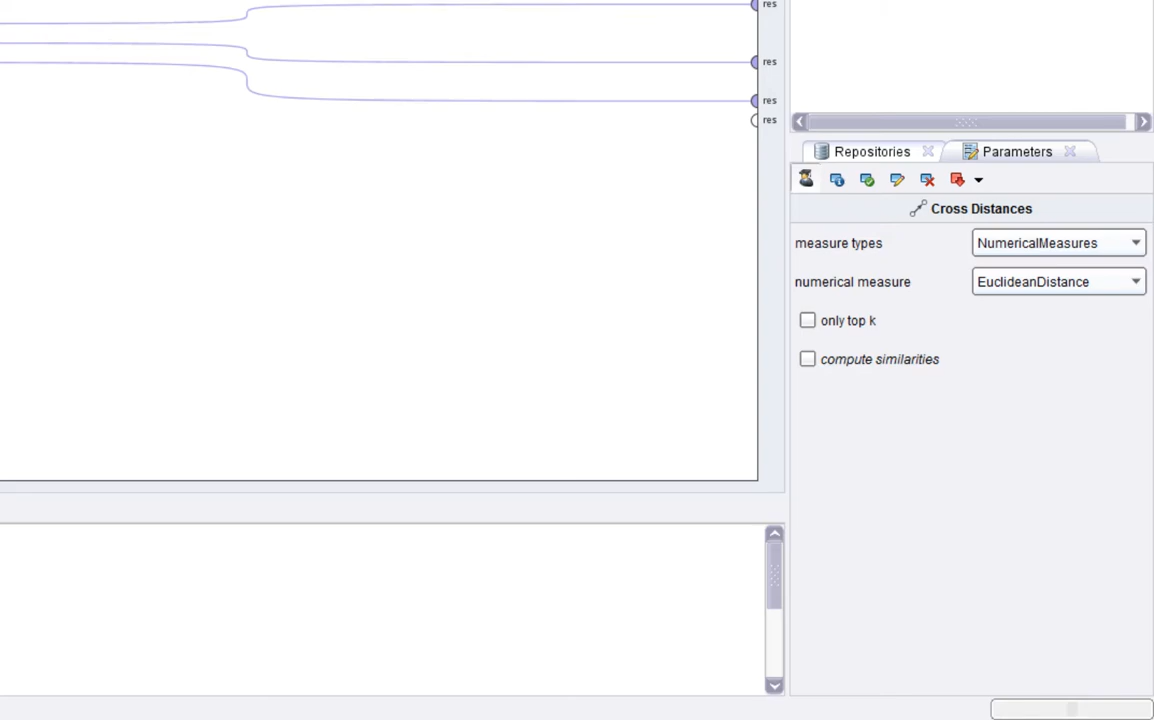 res
res
res
res
Repositories
Parameters
Cross Distances
measure types
NumericalMeasures
numerical measure
EuclideanDistance
only top k
compute similarities